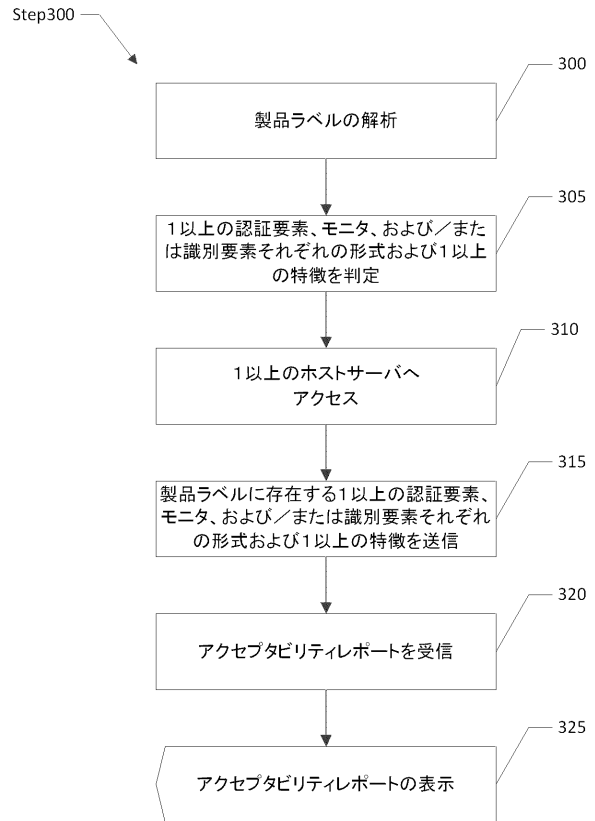 Step300
300
製品ラベルの解析
305
1以上の認証要素、モニタ、および/また
は識別要素それぞれの形式および1以上
の特徴を判定
310
1以上のホストサーバへ
アクセス
315
製品ラベルに存在する1以上の認証要素、
モニタ、および/または識別要素それぞれ
の形式および1以上の特徴を送信
320
アクセプタビリティレポートを受信
325
アクセプタビリティレポートの表示